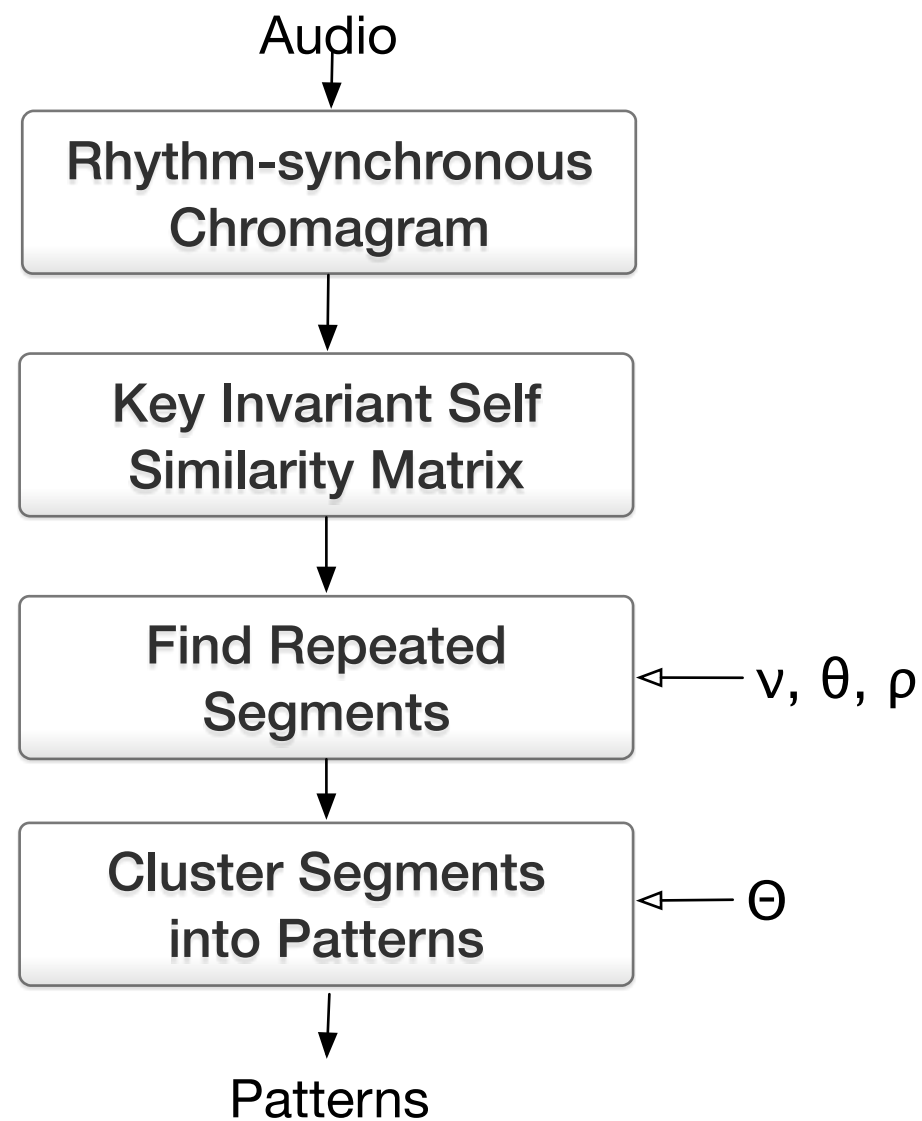 Audio
Rhythm-synchronous
Chromagram
Key Invariant Self
Similarity Matrix
Find Repeated
Segments
ν, θ, ρ
Cluster Segments
into Patterns
Θ
Patterns